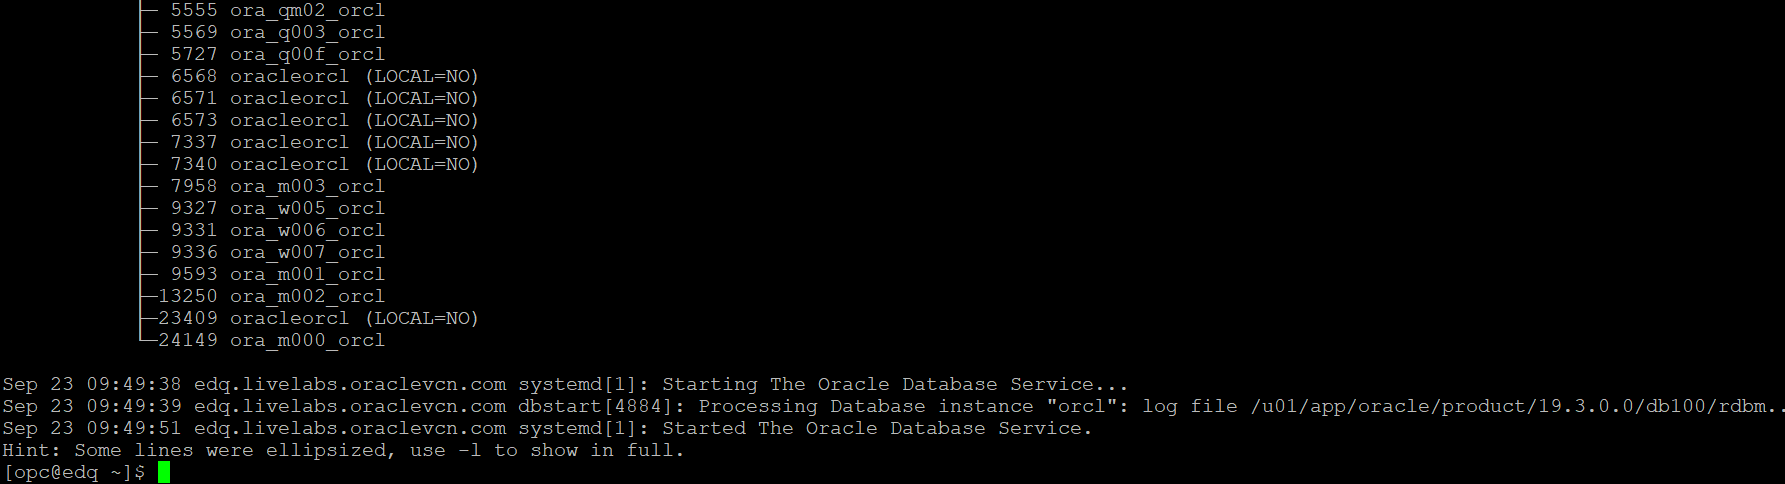 ├─ 5555 ora_qm02_orcl
├─ 5569 ora_q003_orcl
├─ 5727 ora_q00f_orcl
├─ 6568 oracleorcl (LOCAL=NO)
├─ 6571 oracleorcl (LOCAL=NO)
├─ 6573 oracleorcl (LOCAL=NO)
├─ 7337 oracleorcl (LOCAL=NO)
├─ 7340 oracleorcl (LOCAL=NO)
├─ 7958 ora_m003_orcl
├─ 9327 ora_w005_orcl
├─ 9331 ora_w006_orcl
├─ 9336 ora_w007_orcl
├─ 9593 ora_m001_orcl
├─13250 ora_m002_orcl
├─23409 oracleorcl (LOCAL=NO)
└─24149 ora_m000_orcl
Sep 23 09:49:38 edq.livelabs.oraclevcn.com systemd[1]: Starting The Oracle Database Service...
Sep 23 09:49:39 edq.livelabs.oraclevcn.com dbstart[4884]: Processing Database instance "orcl": log file /u01/app/oracle/product/19.3.0.0/db100/rdbm..
Sep 23 09:49:51 edq.livelabs.oraclevcn.com systemd[1]: Started The Oracle Database Service.
Hint: Some lines were ellipsized, use -l to show in full.
[opc@edq ~]$